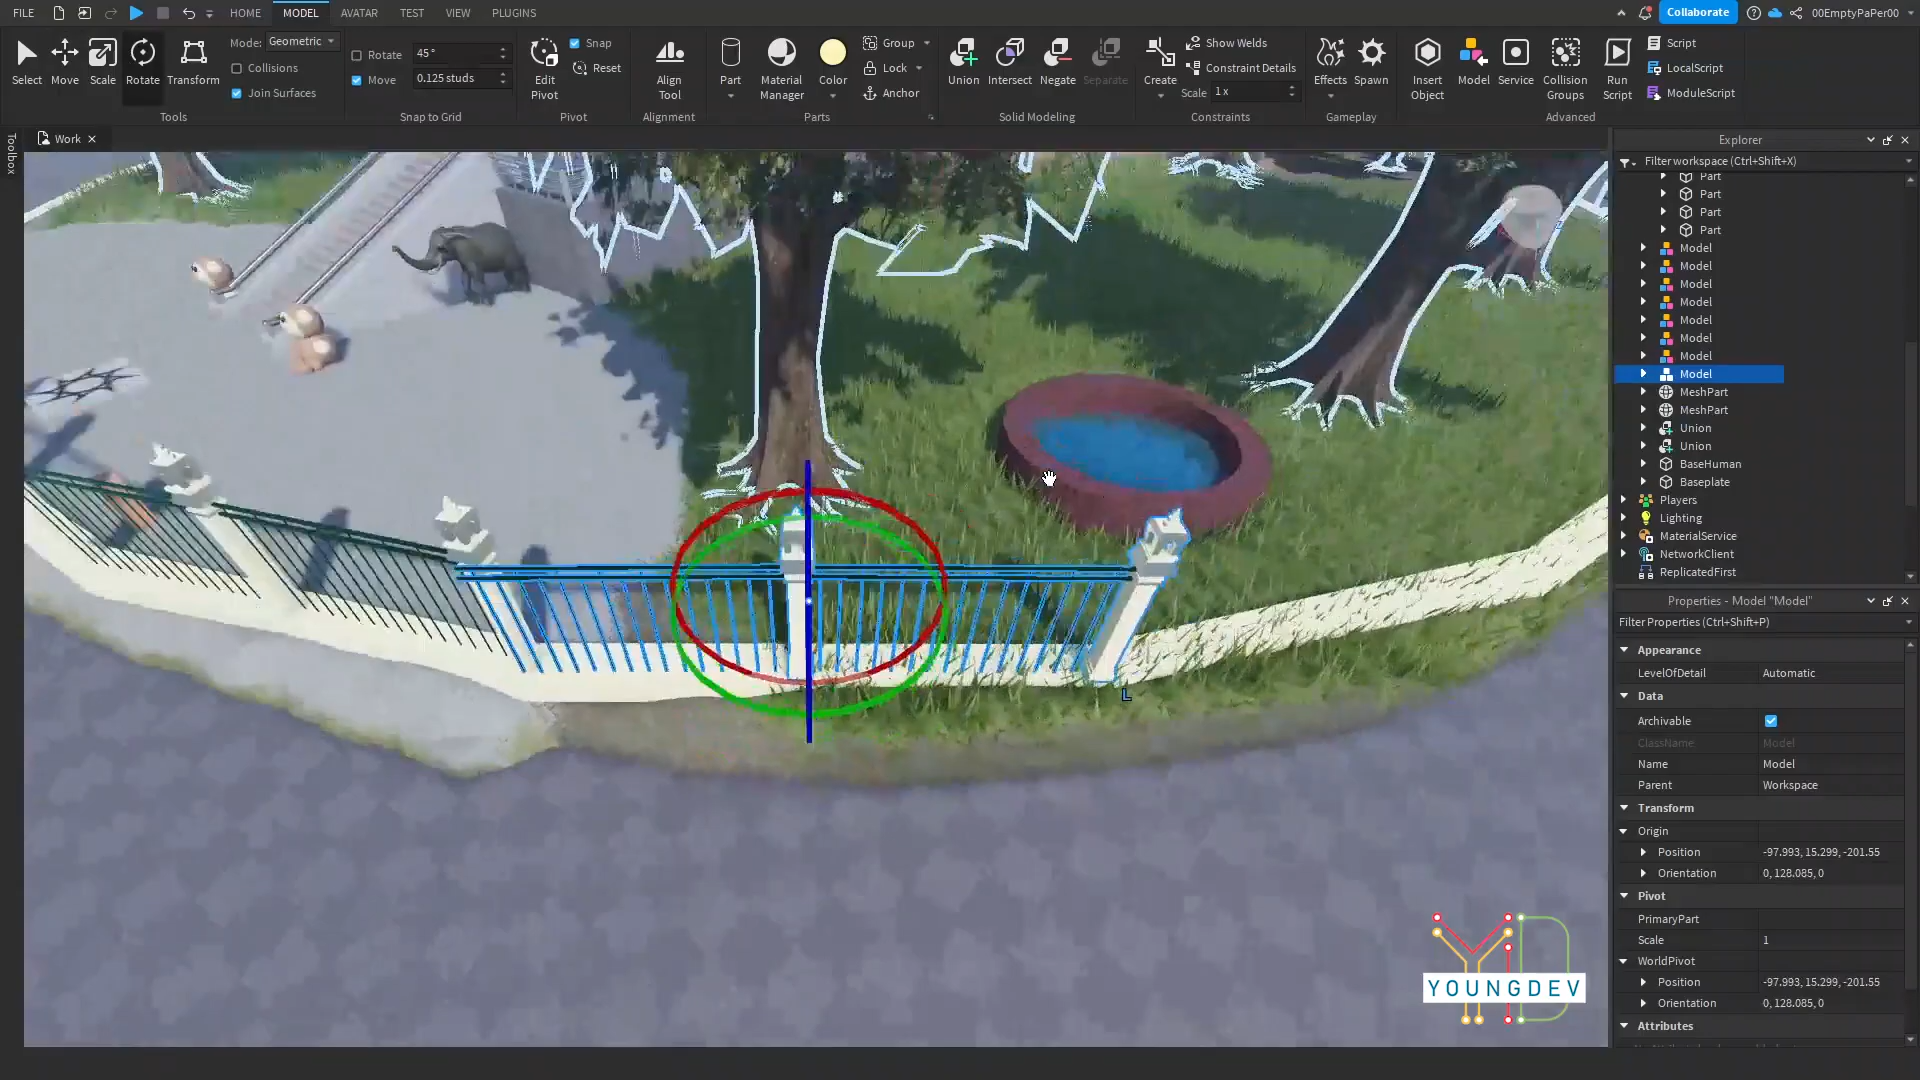 FILE HOME MODEL AVATAR TEST VIEW PLUGINS Collaborate 00EmptyPaPer00
Select Move Scale Rotate Transform
Mode: Geometric
Collisions
Join Surfaces
Tools
Rotate 45°
Move 0.125 studs
Snap to Grid
Edit Pivot
Snap
Reset
Pivot
Align Tool
Alignment
Part
Material Manager
Color
Group
Lock
Anchor
Parts
Union Intersect Negate Separate
Solid Modeling
Create
Show Welds
Constraint Details
Scale 1 x
Constraints
Effects Spawn
Gameplay
Insert Object
Model
Service
Collision Groups
Run Script
Script
LocalScript
ModuleScript
Advanced
Toolbox
Work
L
Explorer
Filter workspace (Ctrl+Shift+X)
Part
Part
Part
Part
Model
Model
Model
Model
Model
Model
Model
Model
MeshPart
MeshPart
Union
Union
BaseHuman
Baseplate
Players
Lighting
MaterialService
NetworkClient
ReplicatedFirst
Properties - Model "Model"
Filter Properties (Ctrl+Shift+P)
Appearance
LevelOfDetail Automatic
Data
Archivable
ClassName Model
Name Model
Parent Workspace
Transform
Origin
Position -97.993, 15.299, -201.55
Orientation 0, 128.085, 0
Pivot
PrimaryPart
Scale 1
WorldPivot
Position -97.993, 15.299, -201.55
Orientation 0, 128.085, 0
Attributes
YD
YOUNGDEV